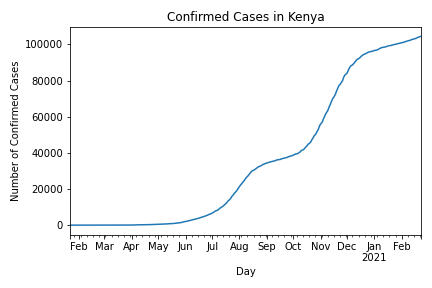 Confirmed Cases in Kenya
Number of Confirmed Cases
100000
80000
60000
40000
20000
0
Feb Mar Apr May Jun Jul Aug Sep Oct Nov Dec Jan Feb
2021
Day